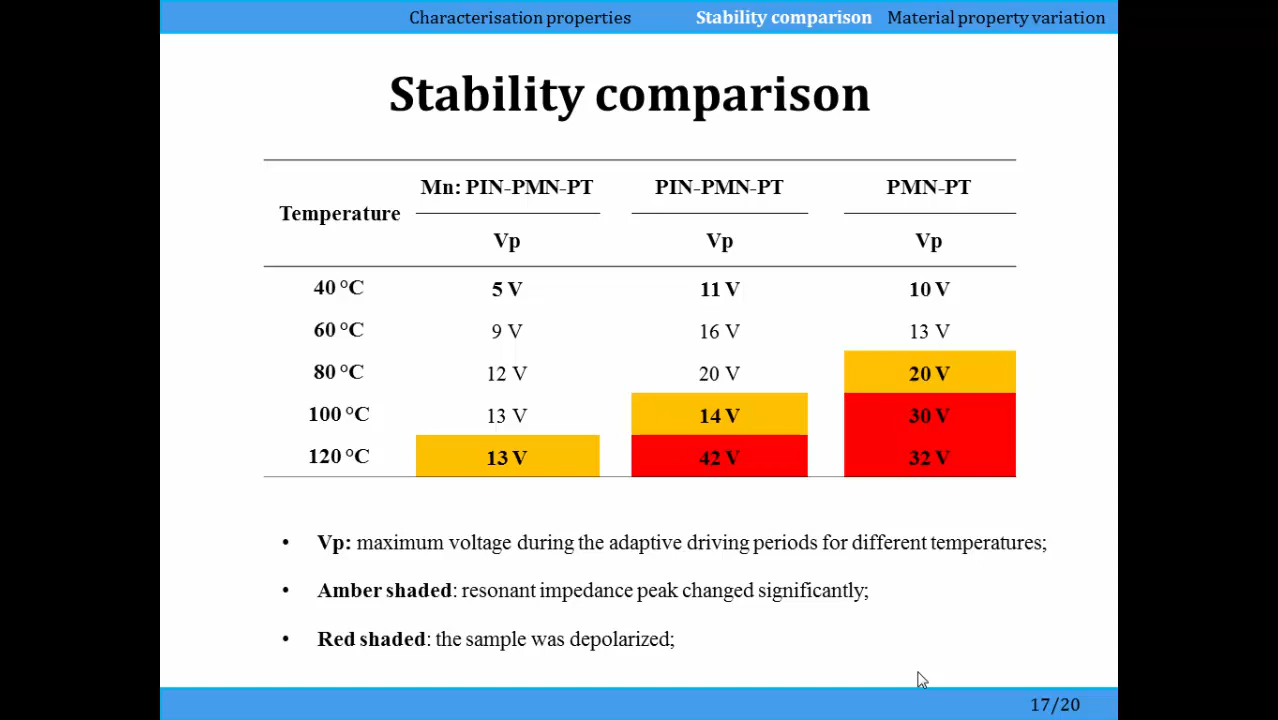 Characterisation properties Stability comparison Material property variation
Stability comparison
Mn: PIN-PMN-PT PIN-PMN-PT PMN-PT
Temperature
Vp Vp Vp
40 °C 5 V 11 V 10 V
60 °C 9 V 16 V 13 V
80 °C 12 V 20 V 20 V
100 °C 13 V 14 V 30 V
120 °C 13 V 42 V 32 V
• Vp: maximum voltage during the adaptive driving periods for different temperatures;
• Amber shaded: resonant impedance peak changed significantly;
• Red shaded: the sample was depolarized;
17/20